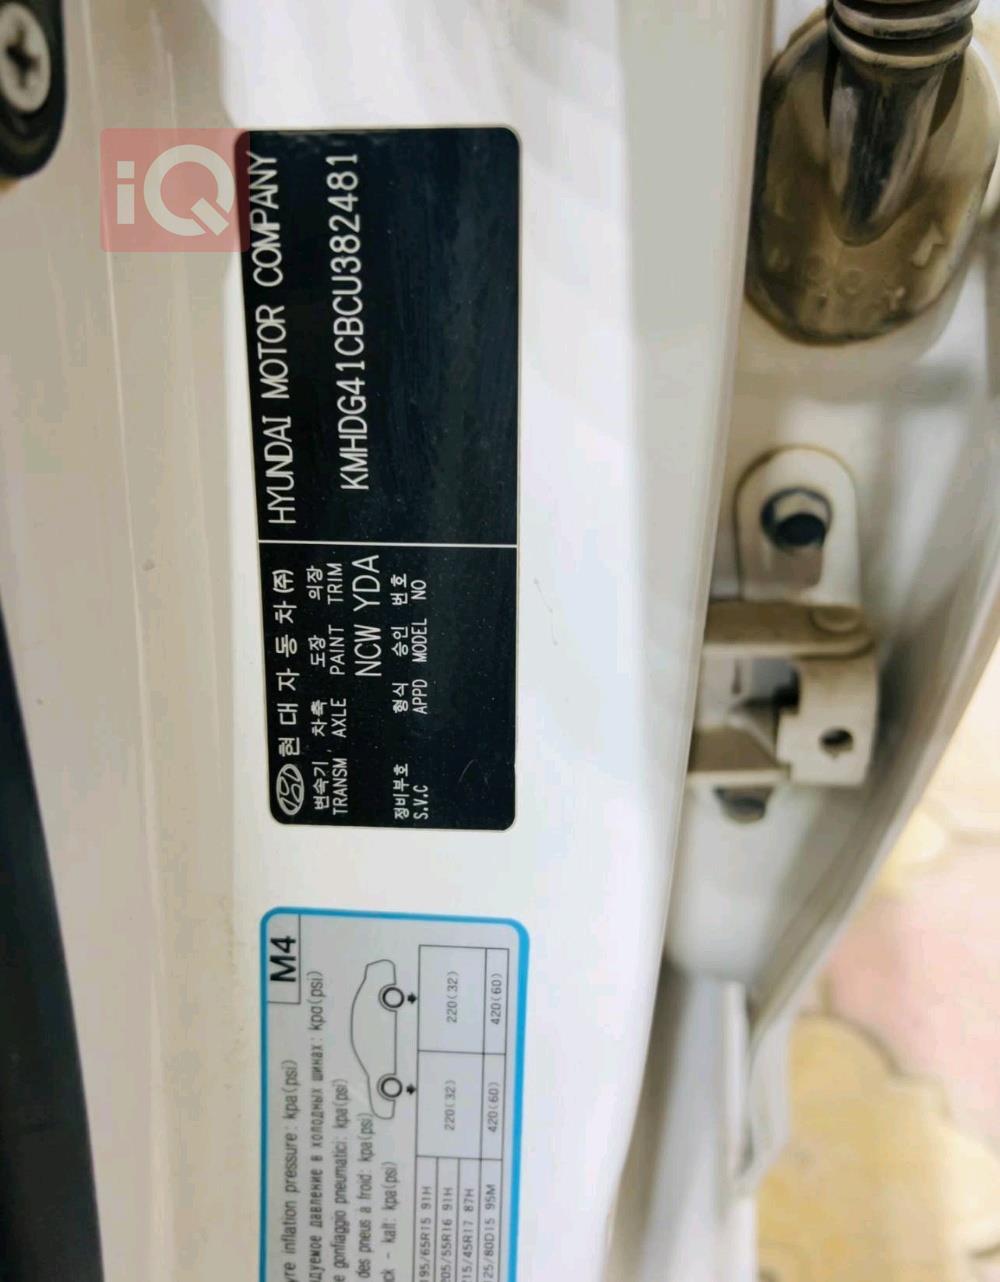 iQ
현대자동차(주) HYUNDAI MOTOR COMPANY
변속기 차축 도장 의장
TRANSM AXLE PAINT TRIM
NCW YDA KMHDG41CBCU382481
정비부호 형식 승인 번호
S.V.C APPD MODEL NO
M4
inflation pressure: kpa(psi)
давление в холодных шинах: kpa(psi)
gonfiaggio pneumatici: kpa(psi)
des pneus à froid: kpa(psi)
- kalt: kpa(psi)
220(32) 220(32)
195/65R15 91H
205/55R16 91H
215/45R17 87H
125/80D15 95M 420(60) 420(60)